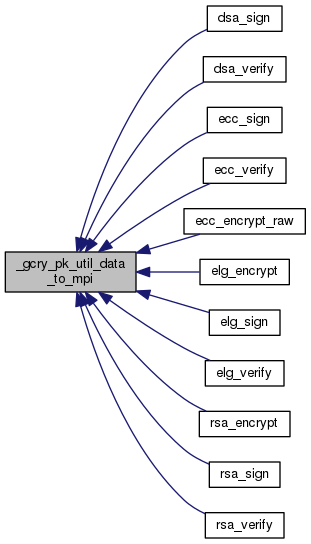 dsa_sign
dsa_verify
ecc_sign
ecc_verify
ecc_encrypt_raw
_gcry_pk_util_data
_to_mpi
elg_encrypt
elg_sign
elg_verify
rsa_encrypt
rsa_sign
rsa_verify